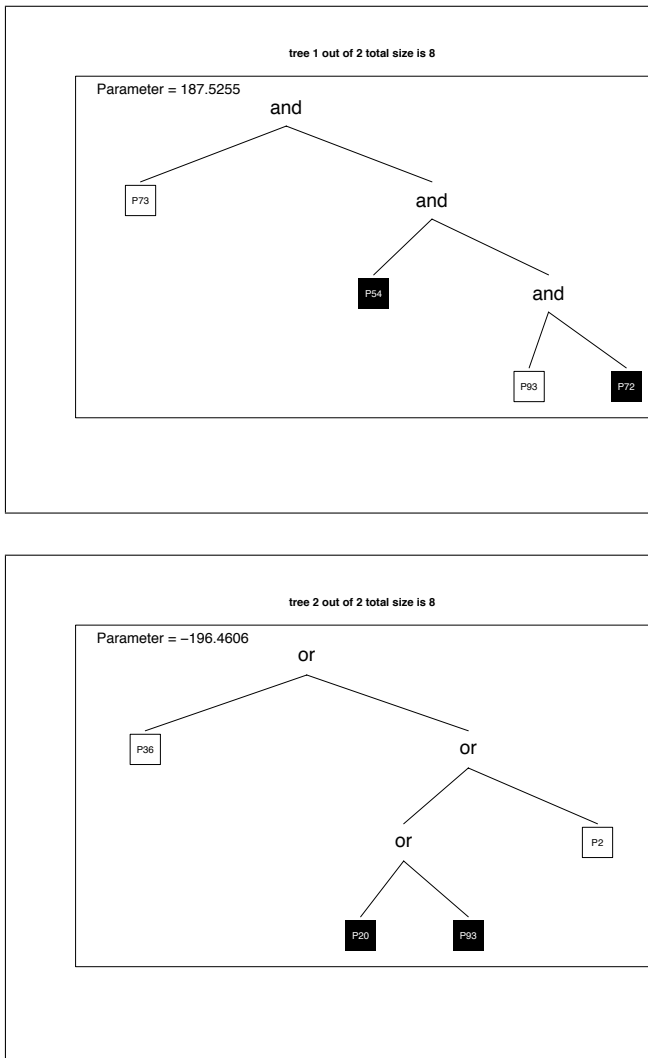 tree 1 out of 2 total size is 8
Parameter = 187.5255
and
P73
and
P54
and
P93
P72
tree 2 out of 2 total size is 8
Parameter = −196.4606
or
P36
or
or
P2
P20
P93